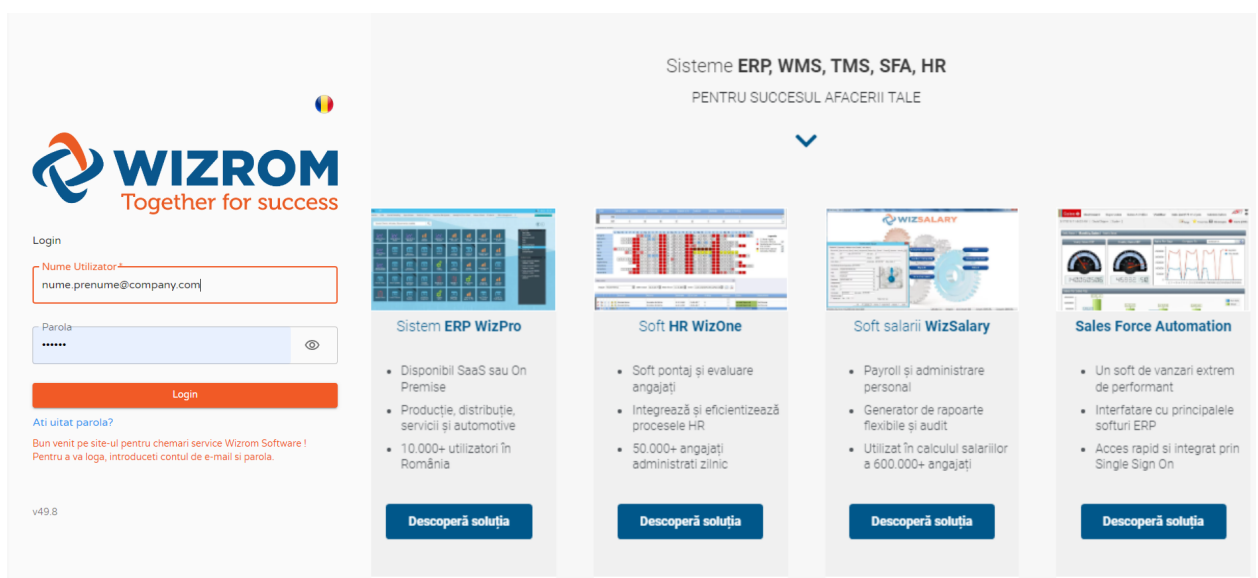 WIZROM
Together for success
Login
Nume Utilizator *
nume.prenume@company.com
Parola
••••••
Login
Ati uitat parola?
Bun venit pe site-ul pentru chemari service Wizrom Software !
Pentru a va loga, introduceti contul de e-mail si parola.
v49.8
Sisteme ERP, WMS, TMS, SFA, HR
PENTRU SUCCESUL AFACERII TALE
Sistem ERP WizPro
Disponibil SaaS sau On
Premise
Producție, distribuție,
servicii și automotive
10.000+ utilizatori în
România
Descoperă soluția
Soft HR WizOne
Soft pontaj și evaluare
angajați
Integrează și eficientizează
procesele HR
50.000+ angajați
administrati zilnic
Descoperă soluția
WIZSALARY
Soft salarii WizSalary
Payroll și administrare
personal
Generator de rapoarte
flexibile și audit
Utilizat în calculul salariilor
a 600.000+ angajați
Descoperă soluția
Sales Force Automation
Un soft de vanzari extrem
de performant
Interfatare cu principalele
softuri ERP
Acces rapid si integrat prin
Single Sign On
Descoperă soluția